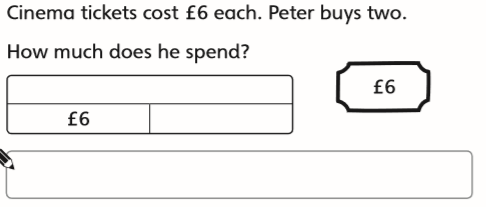 Cinema tickets cost £6 each. Peter buys two.
How much does he spend?
£6
£6